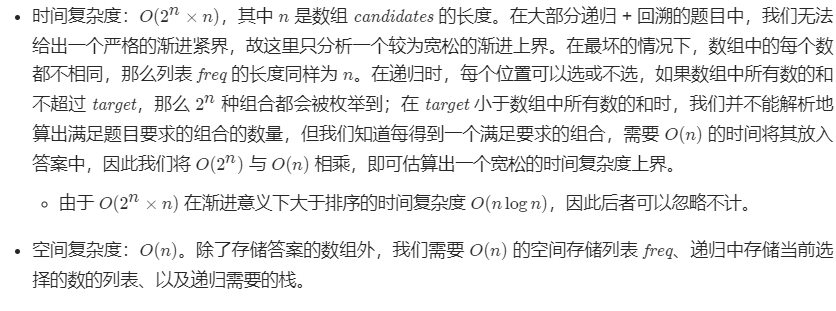 • 时间复杂度：O(2^n × n)，其中 n 是数组 candidates 的长度。在大部分递归 + 回溯的题目中，我们无法
给出一个严格的渐进紧界，故这里只分析一个较为宽松的渐进上界。在最坏的情况下，数组中的每个数
都不相同，那么列表 freq 的长度同样为 n。在递归时，每个位置可以选或不选，如果数组中所有数的和
不超过 target，那么 2^n 种组合都会被枚举到；在 target 小于数组中所有数的和时，我们并不能解析地
算出满足题目要求的组合的数量，但我们知道每得到一个满足要求的组合，需要 O(n) 的时间将其放入
答案中，因此我们将 O(2^n) 与 O(n) 相乘，即可估算出一个宽松的时间复杂度上界。
◦ 由于 O(2^n × n) 在渐进意义下大于排序的时间复杂度 O(n log n)，因此后者可以忽略不计。
• 空间复杂度：O(n)。除了存储答案的数组外，我们需要 O(n) 的空间存储列表 freq、递归中存储当前选
择的数的列表、以及递归需要的栈。